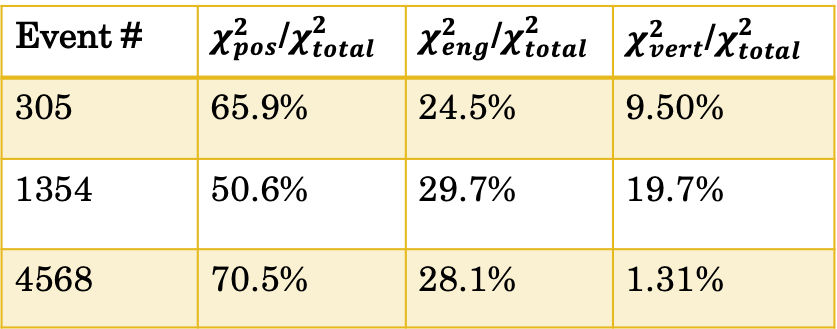 Event # χ²pos/χ²total χ²eng/χ²total χ²vert/χ²total
305 65.9% 24.5% 9.50%
1354 50.6% 29.7% 19.7%
4568 70.5% 28.1% 1.31%